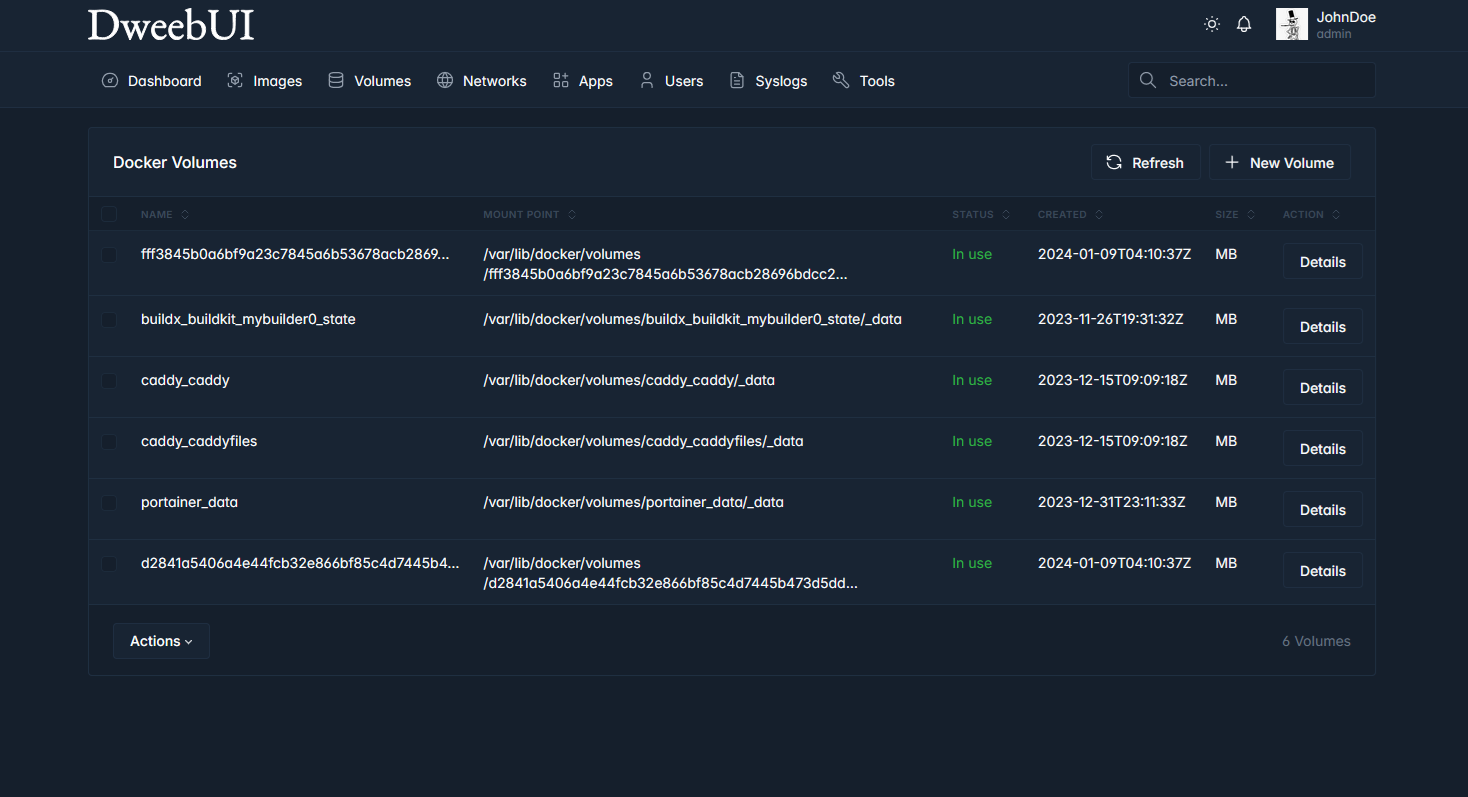 DweebUI
JohnDoe
admin
Dashboard Images Volumes Networks Apps Users Syslogs Tools Search...
Docker Volumes Refresh New Volume
NAME MOUNT POINT STATUS CREATED SIZE ACTION
fff3845b0a6bf9a23c7845a6b53678acb2869... /var/lib/docker/volumes In use 2024-01-09T04:10:37Z MB Details
/fff3845b0a6bf9a23c7845a6b53678acb28696bdcc2...
buildx_buildkit_mybuilder0_state /var/lib/docker/volumes/buildx_buildkit_mybuilder0_state/_data In use 2023-11-26T19:31:32Z MB Details
caddy_caddy /var/lib/docker/volumes/caddy_caddy/_data In use 2023-12-15T09:09:18Z MB Details
caddy_caddyfiles /var/lib/docker/volumes/caddy_caddyfiles/_data In use 2023-12-15T09:09:18Z MB Details
portainer_data /var/lib/docker/volumes/portainer_data/_data In use 2023-12-31T23:11:33Z MB Details
d2841a5406a4e44fcb32e866bf85c4d7445b4... /var/lib/docker/volumes In use 2024-01-09T04:10:37Z MB Details
/d2841a5406a4e44fcb32e866bf85c4d7445b473d5dd...
Actions 6 Volumes